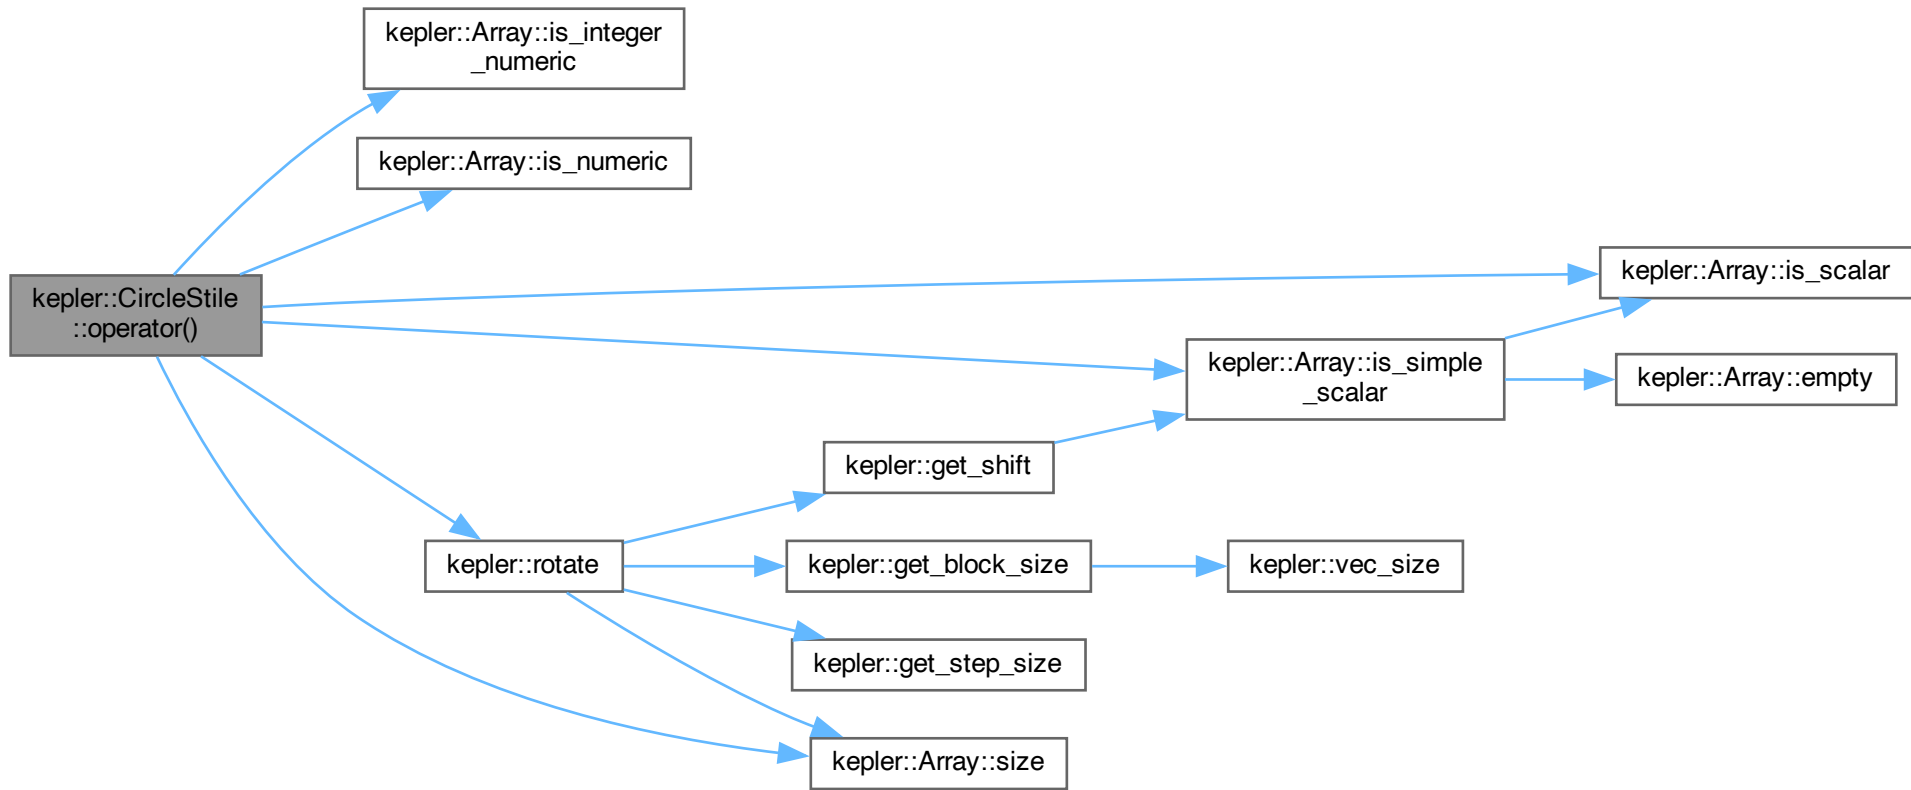 kepler::Array::is_integer
_numeric
kepler::Array::is_numeric
kepler::Array::is_scalar
kepler::CircleStile
::operator()
kepler::Array::is_simple
_scalar
kepler::Array::empty
kepler::get_shift
kepler::rotate
kepler::get_block_size
kepler::vec_size
kepler::get_step_size
kepler::Array::size